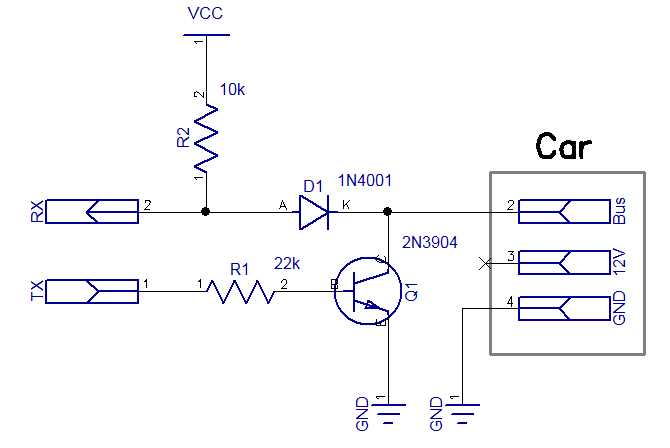 VCC
1
2
10k
R2
1
Car
RX
2
A
D1
1N4001
K
2
Bus
2N3904
C
3
12V
TX
1
1
R1
22k
2
B
Q1
E
4
GND
1
GND
1
GND